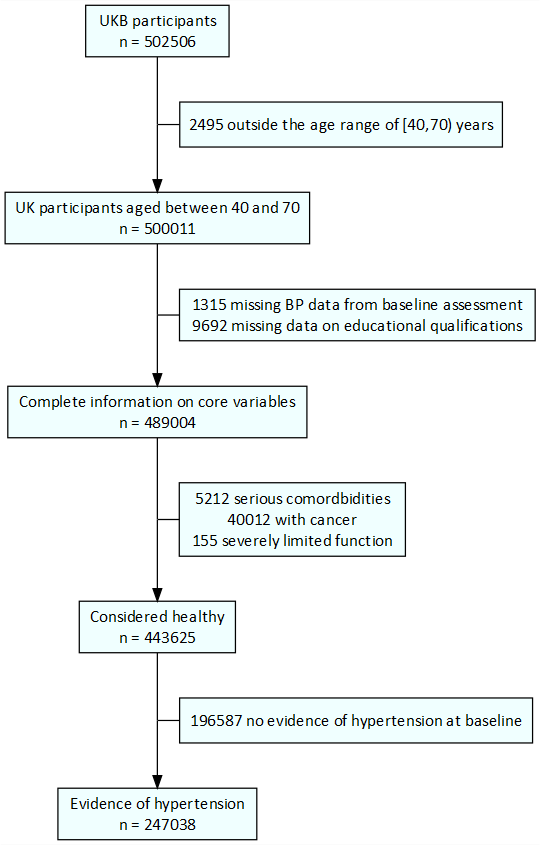 UKB participants
n = 502506
2495 outside the age range of [40,70) years
UK participants aged between 40 and 70
n = 500011
1315 missing BP data from baseline assessment
9692 missing data on educational qualifications
Complete information on core variables
n = 489004
5212 serious comordbidities
40012 with cancer
155 severely limited function
Considered healthy
n = 443625
196587 no evidence of hypertension at baseline
Evidence of hypertension
n = 247038